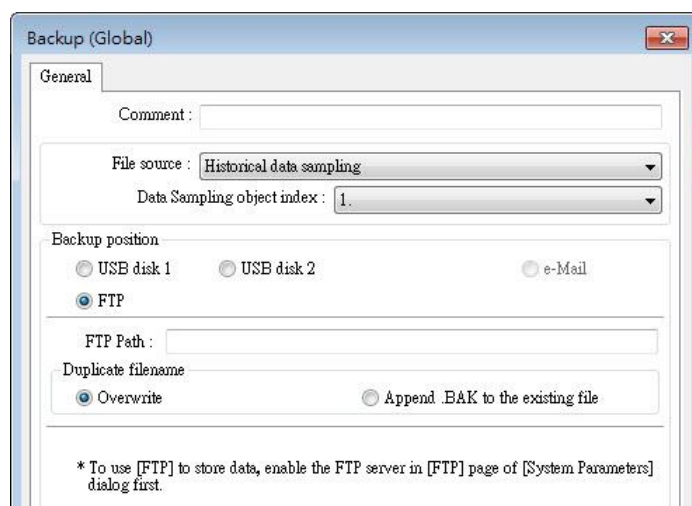 Backup (Global)
General
Comment :
File source : Historical data sampling
Data Sampling object index : 1.
Backup position
USB disk 1 USB disk 2 e-Mail
FTP
FTP Path :
Duplicate filename
Overwrite Append .BAK to the existing file
* To use [FTP] to store data, enable the FTP server in [FTP] page of [System Parameters]
dialog first.